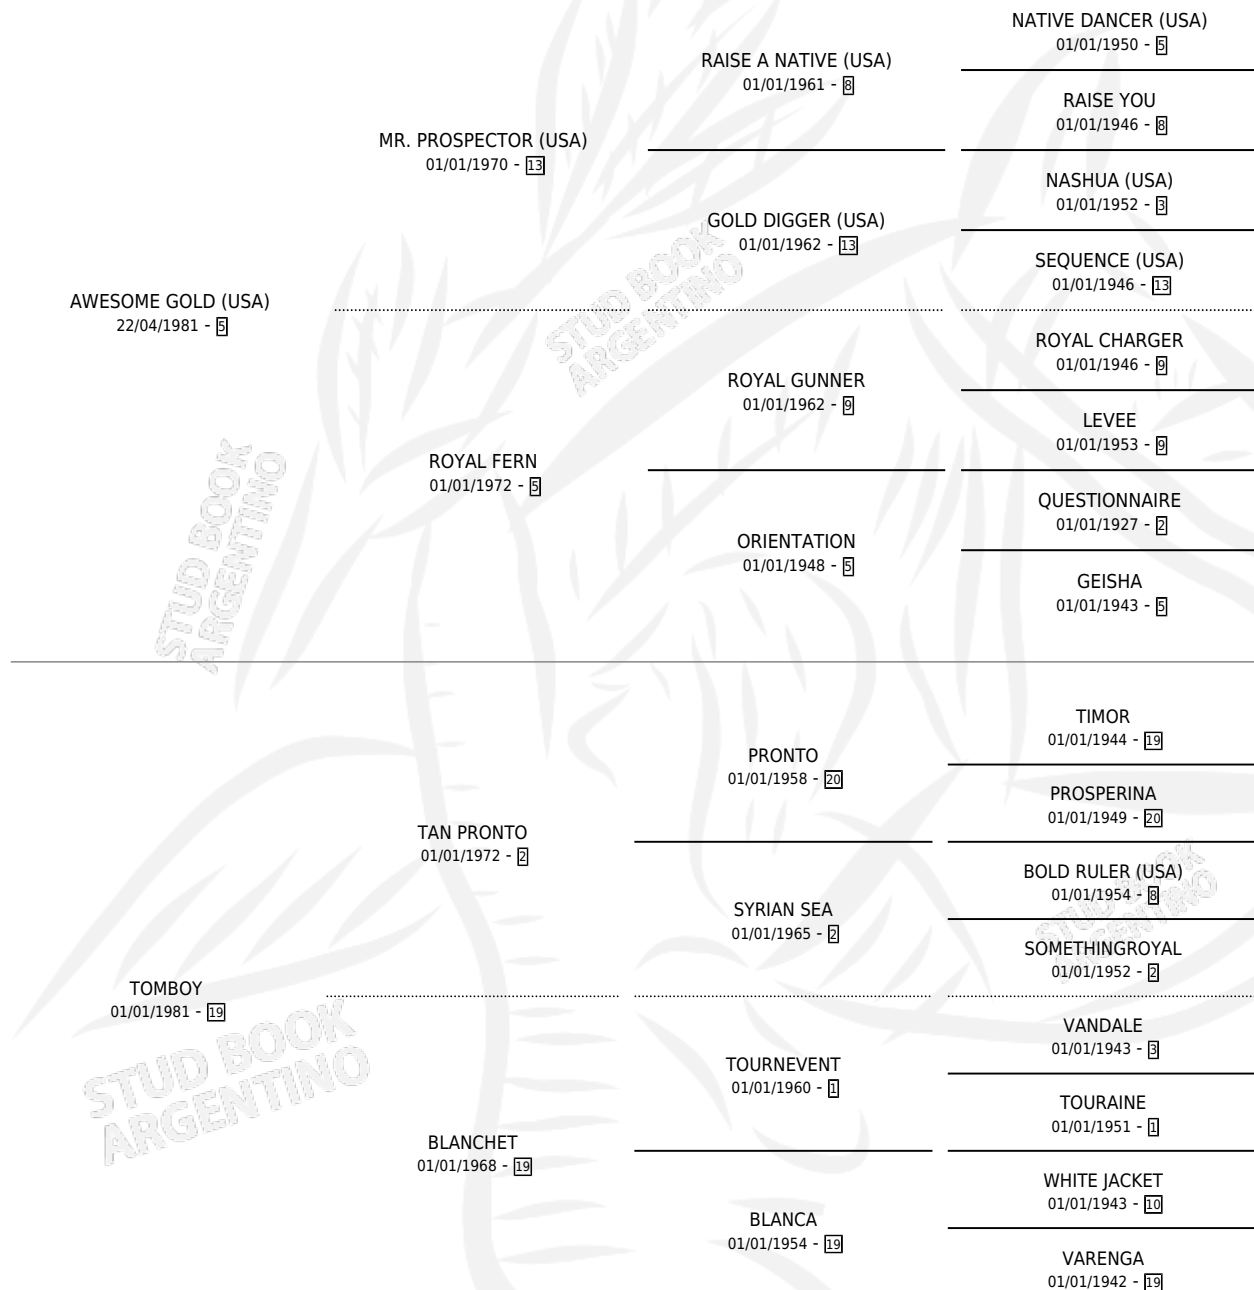 NATIVE DANCER (USA)
01/01/1950 - 5
RAISE A NATIVE (USA)
01/01/1961 - 8
RAISE YOU
01/01/1946 - 8
MR. PROSPECTOR (USA)
01/01/1970 - 13
NASHUA (USA)
01/01/1952 - 3
GOLD DIGGER (USA)
01/01/1962 - 13
SEQUENCE (USA)
01/01/1946 - 13
AWESOME GOLD (USA)
22/04/1981 - 5
STUD BOOK
ARGENTINO
ROYAL CHARGER
01/01/1946 - 9
ROYAL GUNNER
01/01/1962 - 9
LEVEE
01/01/1953 - 9
ROYAL FERN
01/01/1972 - 5
QUESTIONNAIRE
01/01/1927 - 2
ORIENTATION
01/01/1948 - 5
GEISHA
01/01/1943 - 5
STUD BOOK
ARGENTINO
TIMOR
01/01/1944 - 19
PRONTO
01/01/1958 - 20
PROSPERINA
01/01/1949 - 20
TAN PRONTO
01/01/1972 - 2
BOLD RULER (USA)
01/01/1954 - 8
SYRIAN SEA
01/01/1965 - 2
STUD BOOK
ARGENTINO
SOMETHINGROYAL
01/01/1952 - 2
TOMBOY
01/01/1981 - 19
STUD BOOK
ARGENTINO
VANDALE
01/01/1943 - 3
TOURNEVENT
01/01/1960 - 1
TOURAINE
01/01/1951 - 1
BLANCHET
01/01/1968 - 19
WHITE JACKET
01/01/1943 - 10
BLANCA
01/01/1954 - 19
VARENGA
01/01/1942 - 19